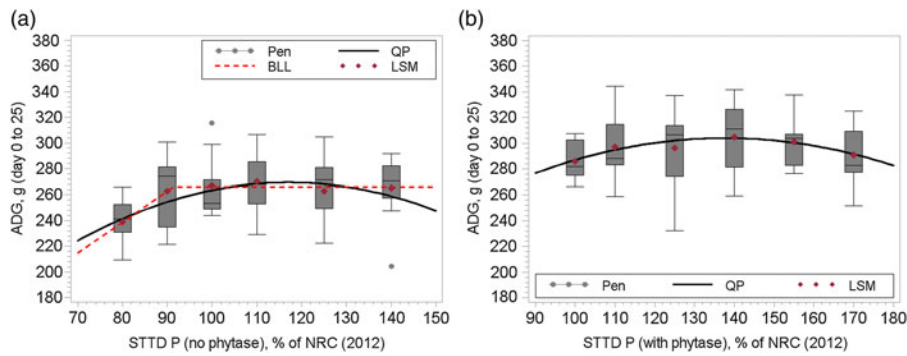 (a)
380
360
340
320
300
280
260
240
220
200
180
ADG, g (day 0 to 25)
Pen QP
BLL LSM
70 80 90 100 110 120 130 140 150
STTD P (no phytase), % of NRC (2012)
(b)
380
360
340
320
300
280
260
240
220
200
180
ADG, g (day 0 to 25)
Pen QP LSM
90 100 110 120 130 140 150 160 170 180
STTD P (with phytase), % of NRC (2012)